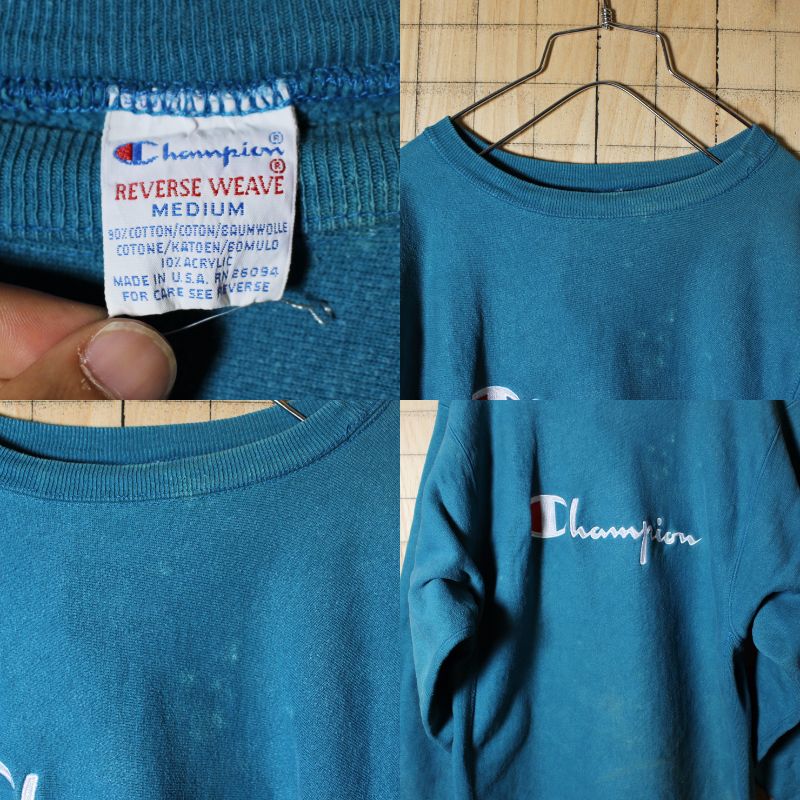 Champion®
REVERSE WEAVE®
MEDIUM
90% COTTON/COTON/BAUMWOLLE
COTONE/KATOEN/BOMULD
10% ACRYLIC
MADE IN U.S.A. RN 26094
FOR CARE SEE REVERSE
Champion